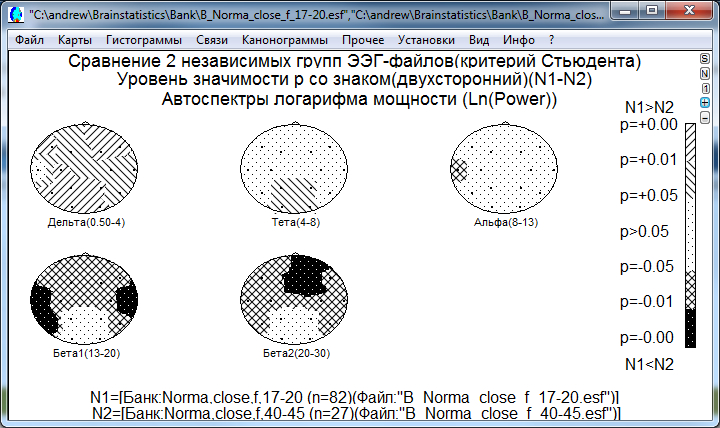 "C:\andrew\Brainstatistics\Bank\B_Norma_close_f_17-20.esf","C:\andrew\Brainstatistics\Bank\B_Norma_clos...
Файл Карты Гистограммы Связи Канонограммы Прочее Установки Вид Инфо ?
Сравнение 2 независимых групп ЭЭГ-файлов(критерий Стьюдента)
Уровень значимости p со знаком(двухсторонний)(N1-N2)
Автоспектры логарифма мощности (Ln(Power))
S
N
1
+
−
N1>N2
p=+0.00
p=+0.01
p=+0.05
p>0.05
p=-0.05
p=-0.01
p=-0.00
N1<N2
Дельта(0.50-4)
Тета(4-8)
Альфа(8-13)
Бета1(13-20)
Бета2(20-30)
N1=[Банк:Norma,close,f,17-20 (n=82)(Файл:"B_Norma_close_f_17-20.esf")]
N2=[Банк:Norma,close,f,40-45 (n=27)(Файл:"B_Norma_close_f_40-45.esf")]